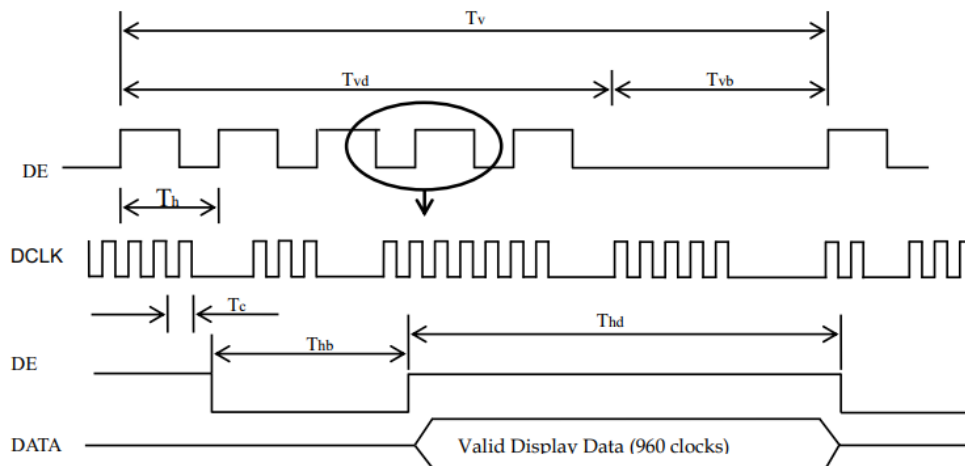 Tv
Tvd Tvb
DE
Th
DCLK
Tc
Thb Thd
DE
DATA Valid Display Data (960 clocks)